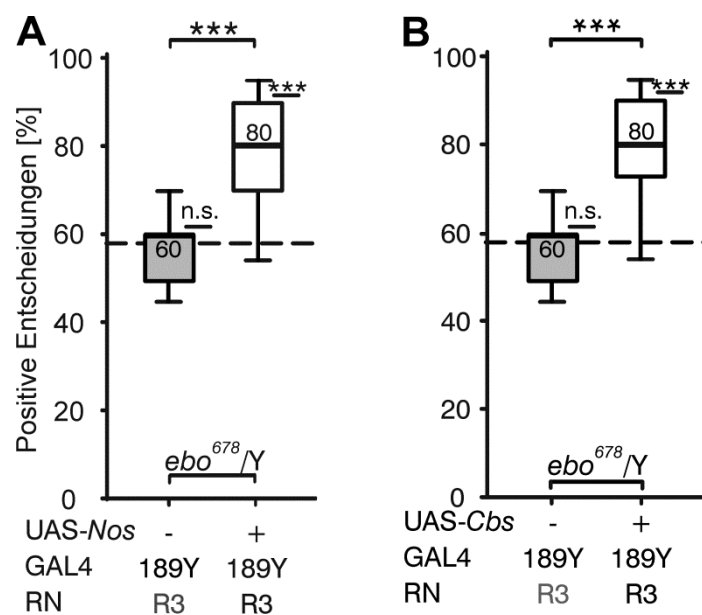 A
***
100
80
60
40
20
0
Positive Entscheidungen [%]
***
80
n.s.
60
ebo⁶⁷⁸/Y
UAS-Nos - +
GAL4 189Y 189Y
RN R3 R3
B
***
100
80
60
40
20
0
***
80
n.s.
60
ebo⁶⁷⁸/Y
UAS-Cbs - +
GAL4 189Y 189Y
RN R3 R3